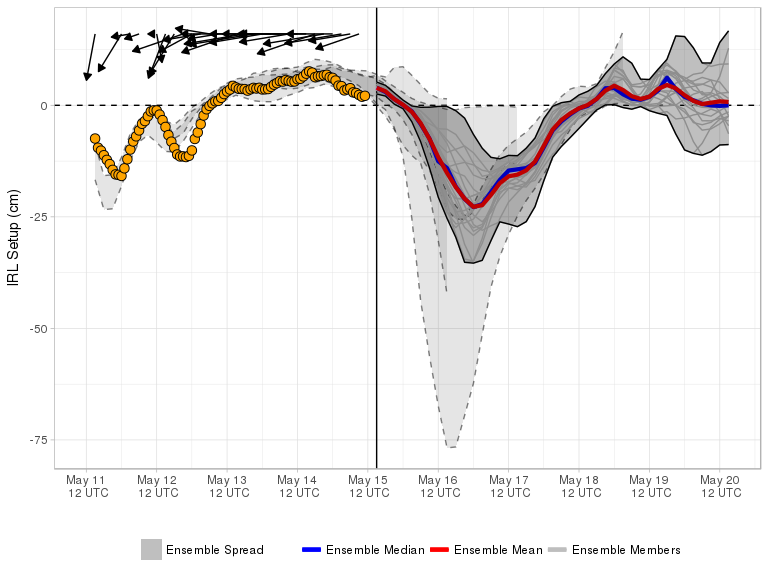 IRL Setup (cm)
0
-25
-50
-75
May 11 May 12 May 13 May 14 May 15 May 16 May 17 May 18 May 19 May 20
12 UTC 12 UTC 12 UTC 12 UTC 12 UTC 12 UTC 12 UTC 12 UTC 12 UTC 12 UTC
Ensemble Spread Ensemble Median Ensemble Mean Ensemble Members